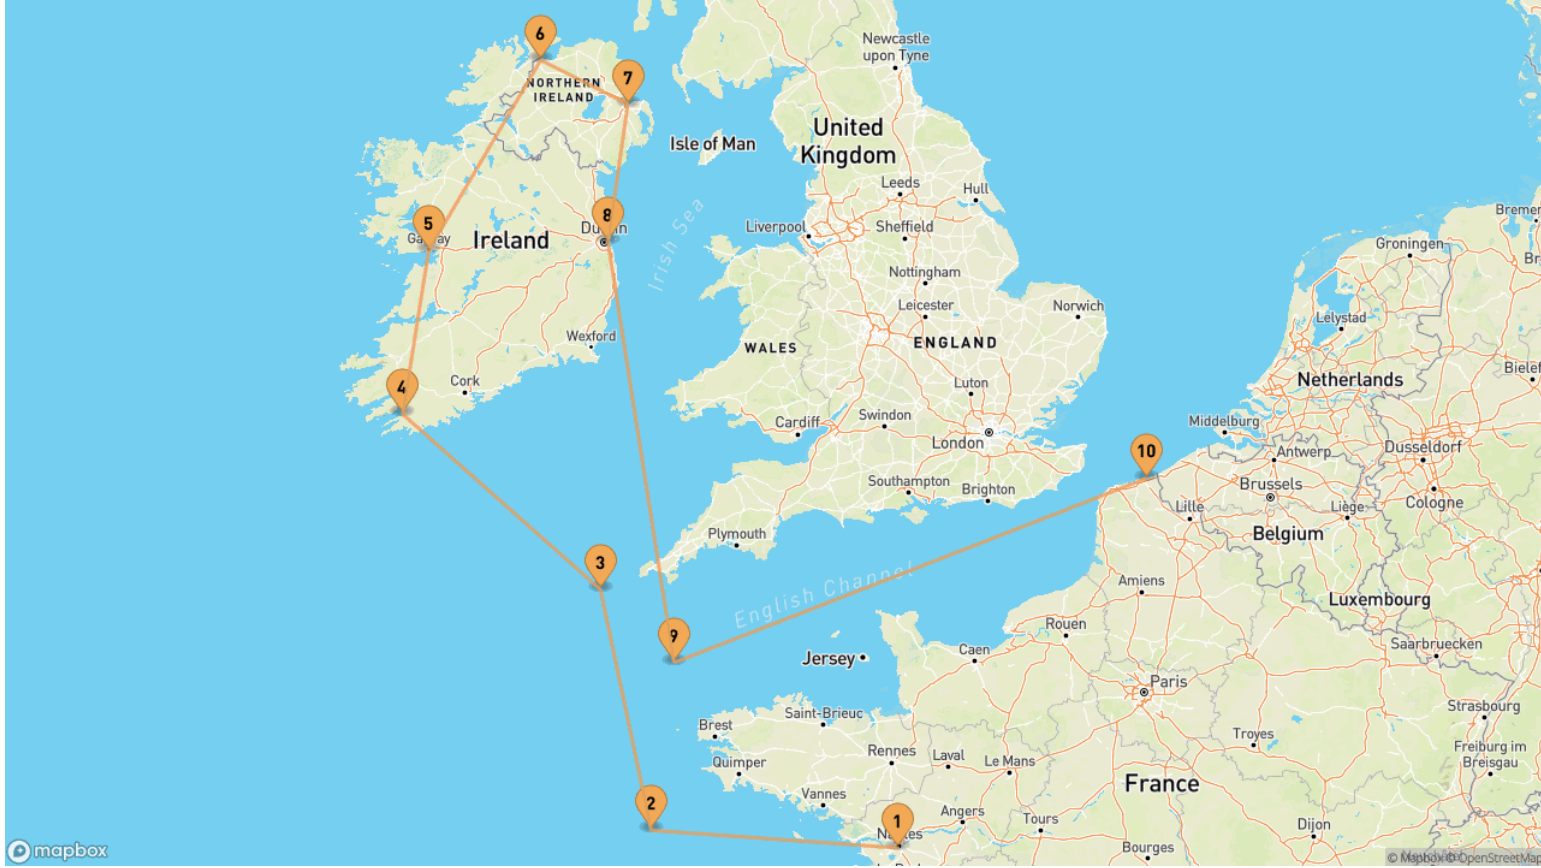 6
Newcastle
upon Tyne
7
NORTHERN
IRELAND
United
Kingdom
Isle of Man
Leeds
Hull
5
8
Irish Sea
Ireland
Liverpool
Sheffield
Bremer
Groningen
Br
Nottingham
Leicester
Norwich
Lelystad
Wexford
WALES
ENGLAND
4
Cork
Luton
Netherlands
Bielef
Cardiff
Swindon
London
Middelburg
10
Antwerp
Dusseldorf
Southampton
Brighton
Brussels
Cologne
Lille
Liège
Plymouth
Belgium
3
English Channel
Amiens
Luxembourg
9
Rouen
Saarbruecken
Jersey
Caen
Paris
Strasbourg
Brest
Saint-Brieuc
Troyes
Freiburg im
Breisgau
Quimper
Rennes
Laval
Le Mans
France
2
Vannes
1
Angers
Tours
Dijon
Bourges
mapbox
© Mapbox © OpenStreetMap